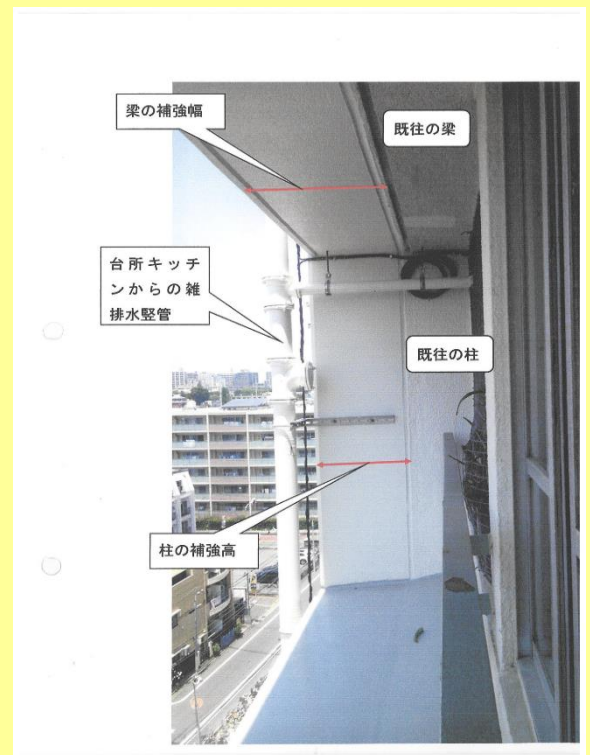 梁の補強幅
既往の梁
台所キッチ
ンからの雑
排水竪管
既往の柱
柱の補強高